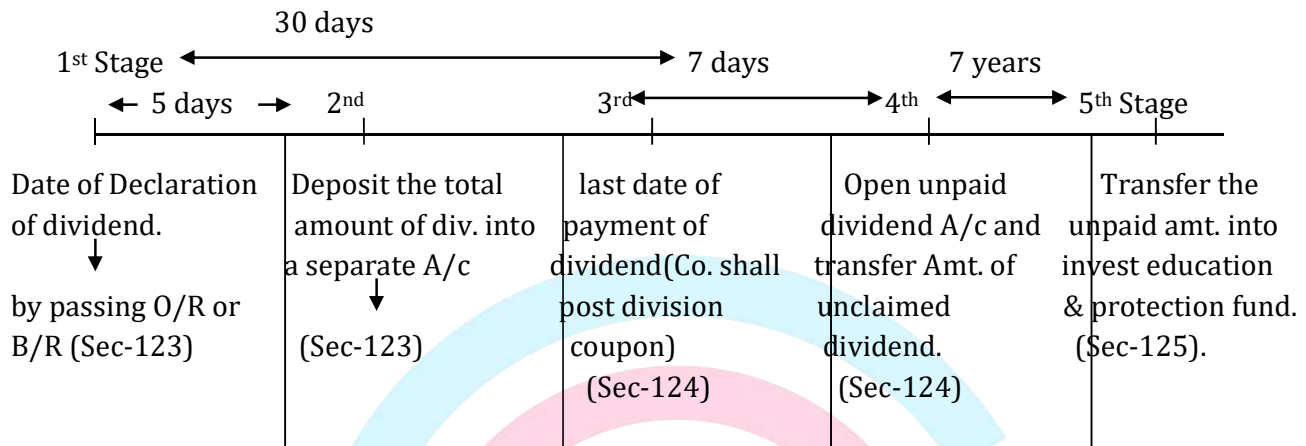 30 days
1st Stage 7 days 7 years
5 days 2nd 3rd 4th 5th Stage
Date of Declaration
of dividend.
by passing O/R or
B/R (Sec-123)
Deposit the total
amount of div. into
a separate A/c
(Sec-123)
last date of
payment of
dividend(Co. shall
post division
coupon)
(Sec-124)
Open unpaid
dividend A/c and
transfer Amt. of
unclaimed
dividend.
(Sec-124)
Transfer the
unpaid amt. into
invest education
& protection fund.
(Sec-125).